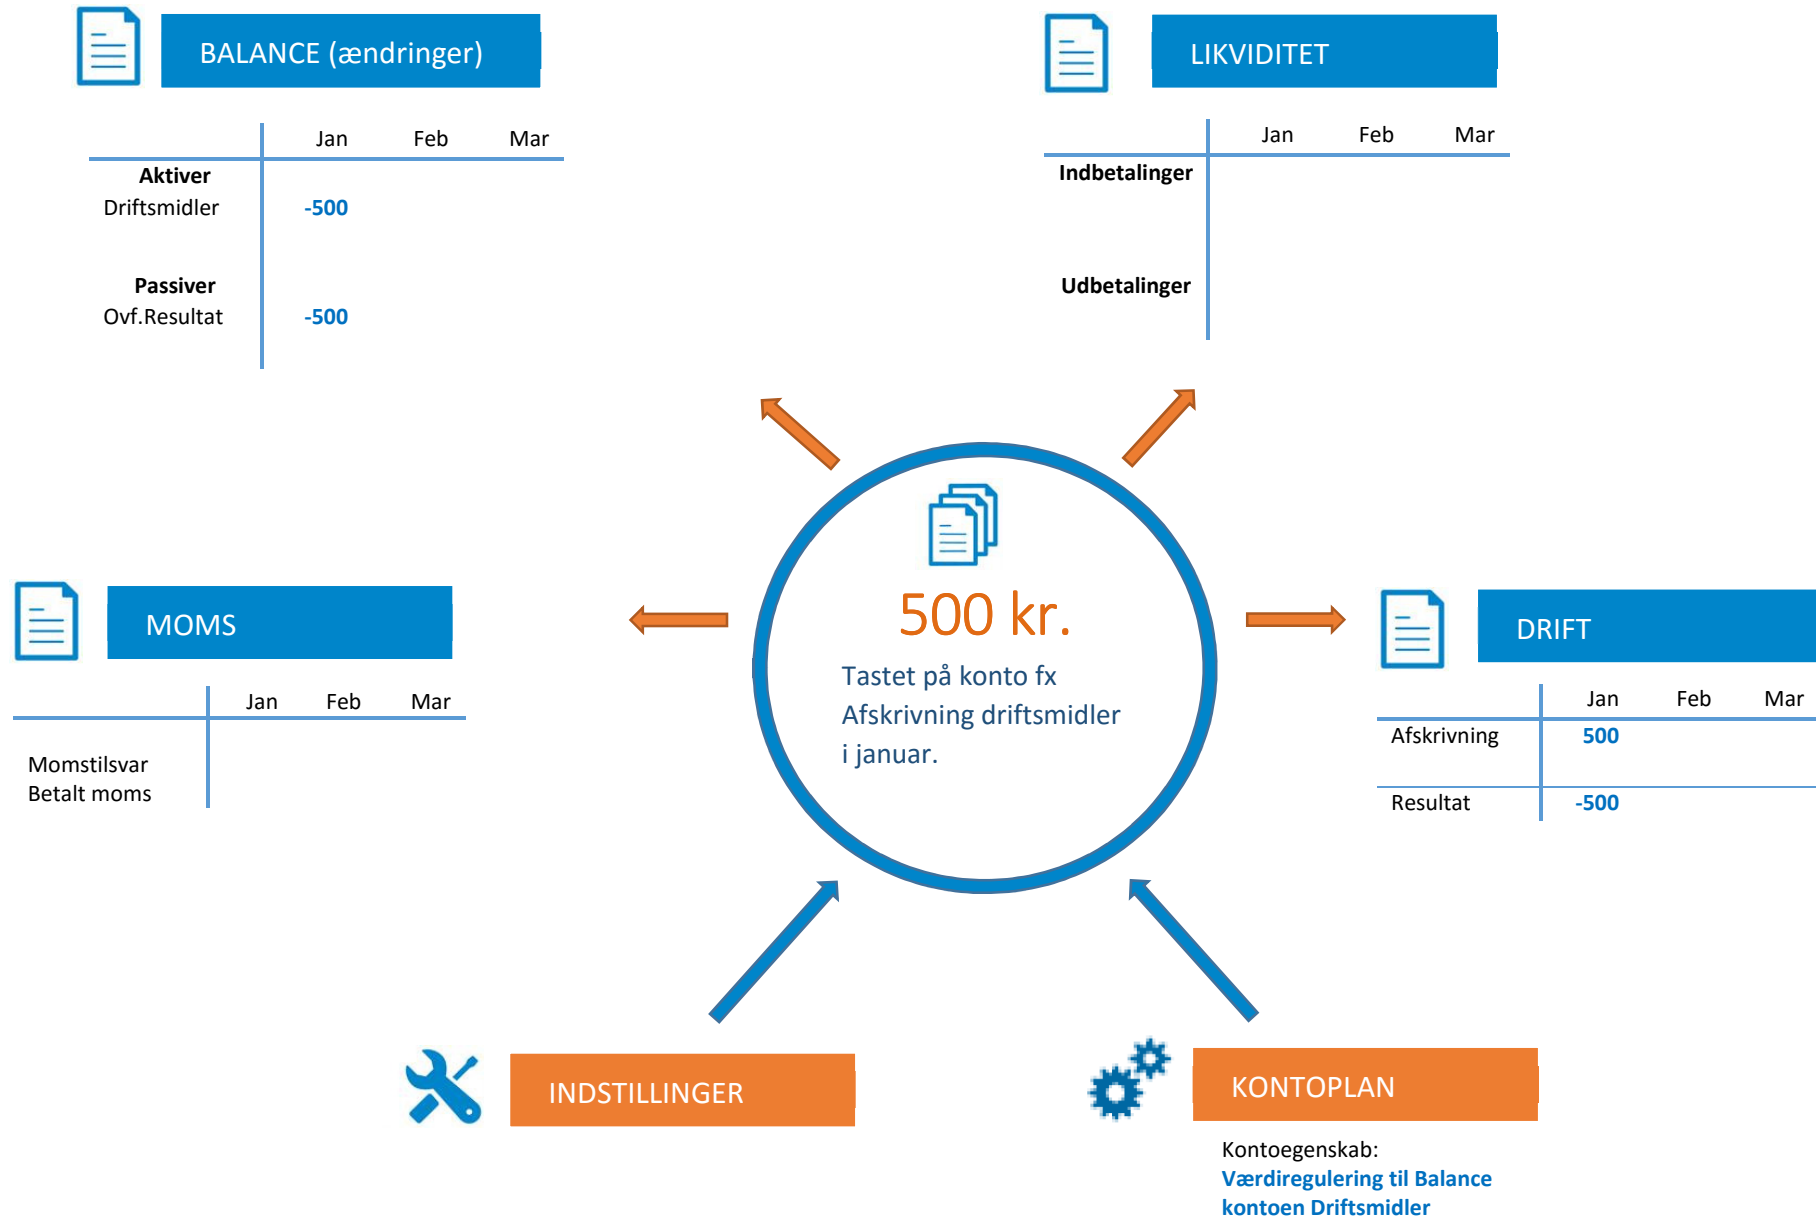 BALANCE (ændringer)
Jan Feb Mar
Aktiver
Driftsmidler -500
Passiver
Ovf.Resultat -500
LIKVIDITET
Jan Feb Mar
Indbetalinger
Udbetalinger
500 kr.
Tastet på konto fx
Afskrivning driftsmidler
i januar.
MOMS
Jan Feb Mar
Momstilsvar
Betalt moms
DRIFT
Jan Feb Mar
Afskrivning 500
Resultat -500
INDSTILLINGER
KONTOPLAN
Kontoegenskab:
Værdiregulering til Balance
kontoen Driftsmidler